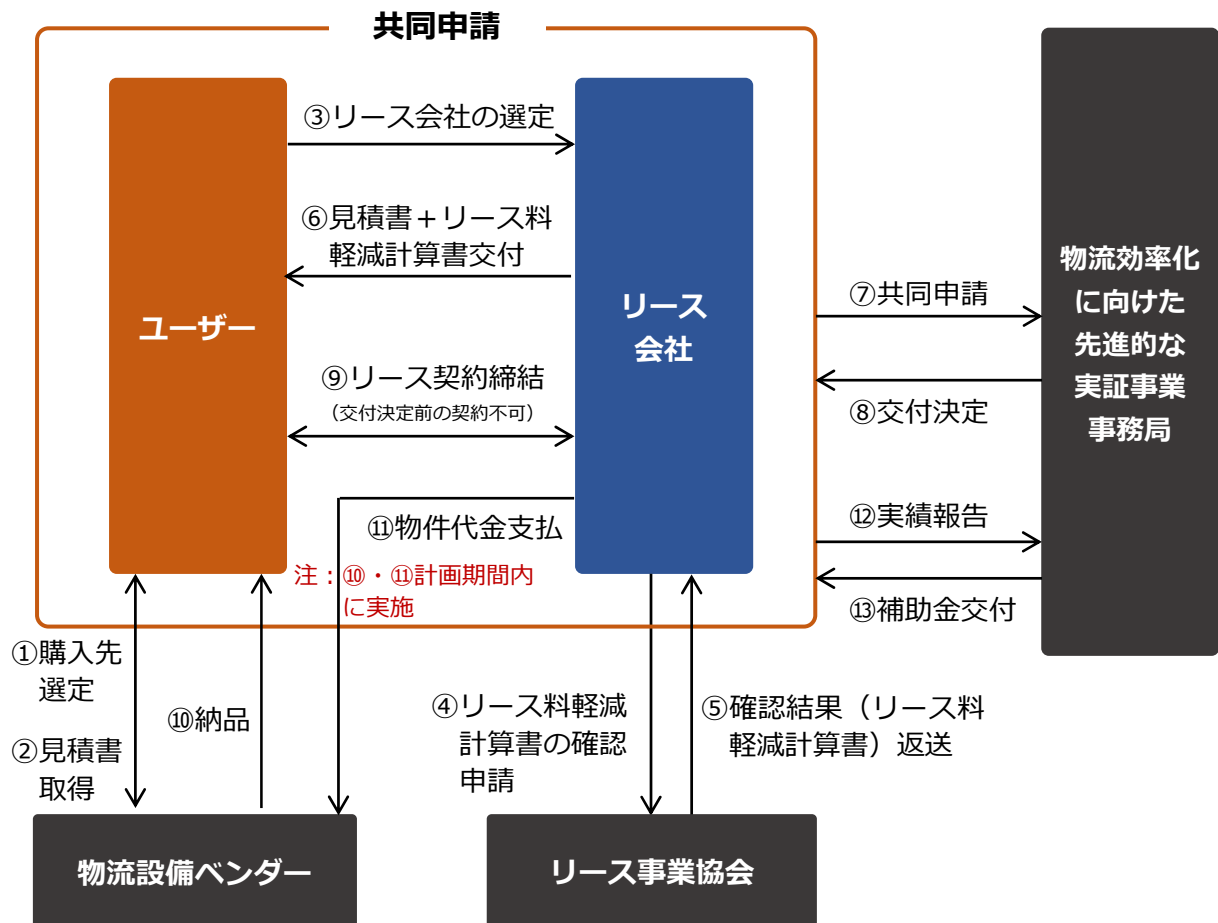 共同申請
③リース会社の選定
⑥見積書＋リース料
軽減計算書交付
ユーザー
リース
会社
⑨リース契約締結
（交付決定前の契約不可）
⑪物件代金支払
注：⑩・⑪計画期間内
に実施
⑦共同申請
⑧交付決定
⑫実績報告
⑬補助金交付
物流効率化
に向けた
先進的な
実証事業
事務局
①購入先
選定
②見積書
取得
⑩納品
④リース料軽減
計算書の確認
申請
⑤確認結果（リース料
軽減計算書）返送
物流設備ベンダー
リース事業協会